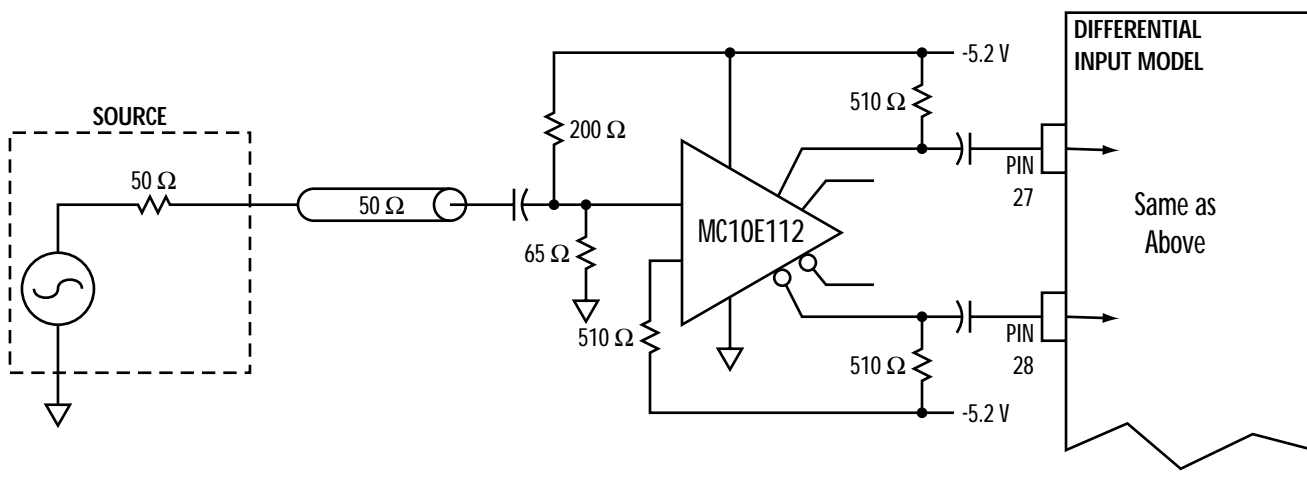 DIFFERENTIAL
INPUT MODEL
-5.2 V
510 Ω
SOURCE
200 Ω
50 Ω
PIN
27
50 Ω
Same as
Above
MC10E112
65 Ω
510 Ω
510 Ω
PIN
28
-5.2 V